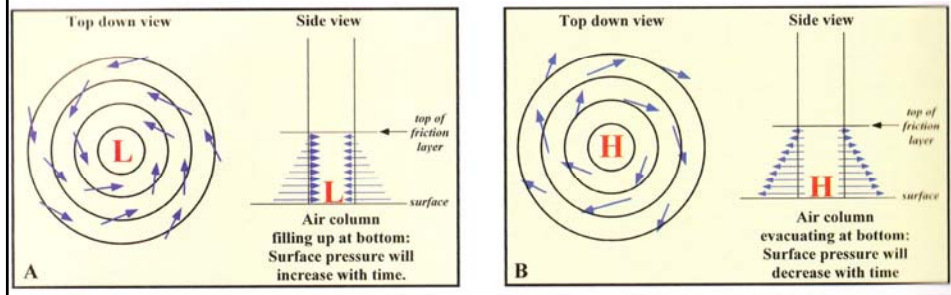 Top down view
Side view
L
top of
friction
layer
L
surface
Air column
filling up at bottom:
Surface pressure will
increase with time.
A
Top down view
Side view
H
top of
friction
layer
H
surface
Air column
evacuating at bottom:
Surface pressure will
decrease with time
B